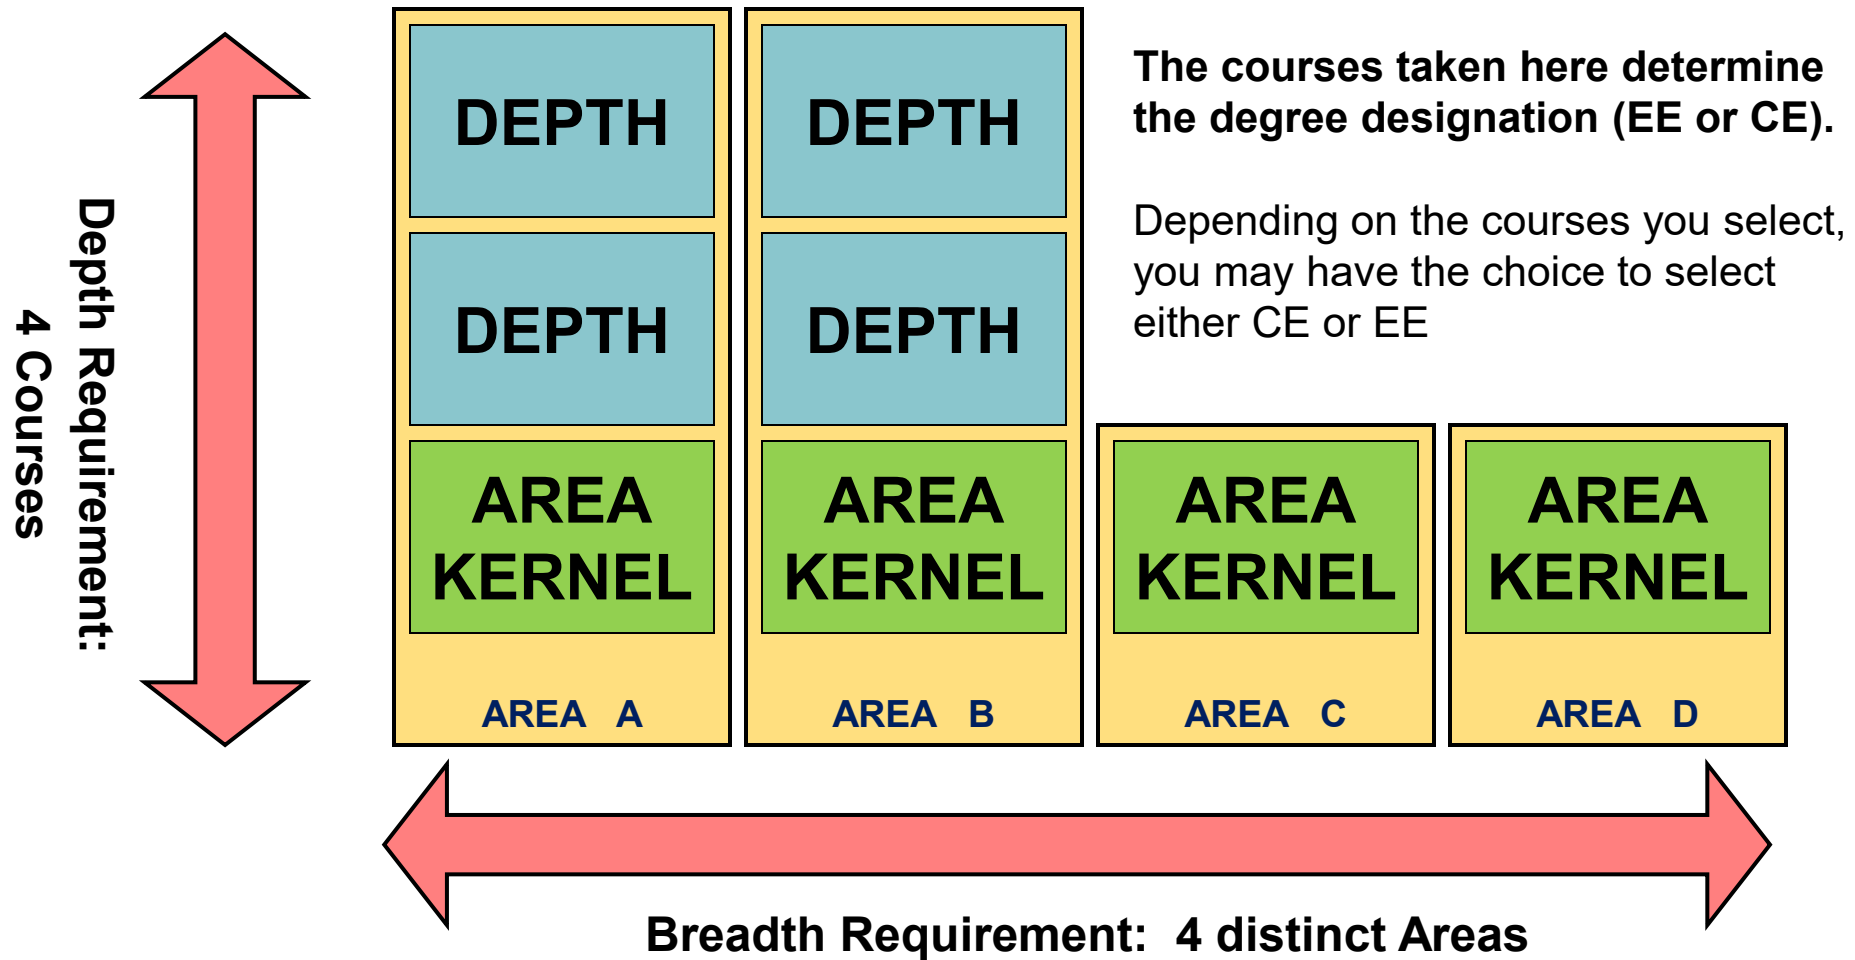 Depth Requirement:
4 Courses
DEPTH
DEPTH
AREA
KERNEL
AREA A
DEPTH
DEPTH
AREA
KERNEL
AREA B
The courses taken here determine
the degree designation (EE or CE).
Depending on the courses you select,
you may have the choice to select
either CE or EE
AREA
KERNEL
AREA C
AREA
KERNEL
AREA D
Breadth Requirement: 4 distinct Areas